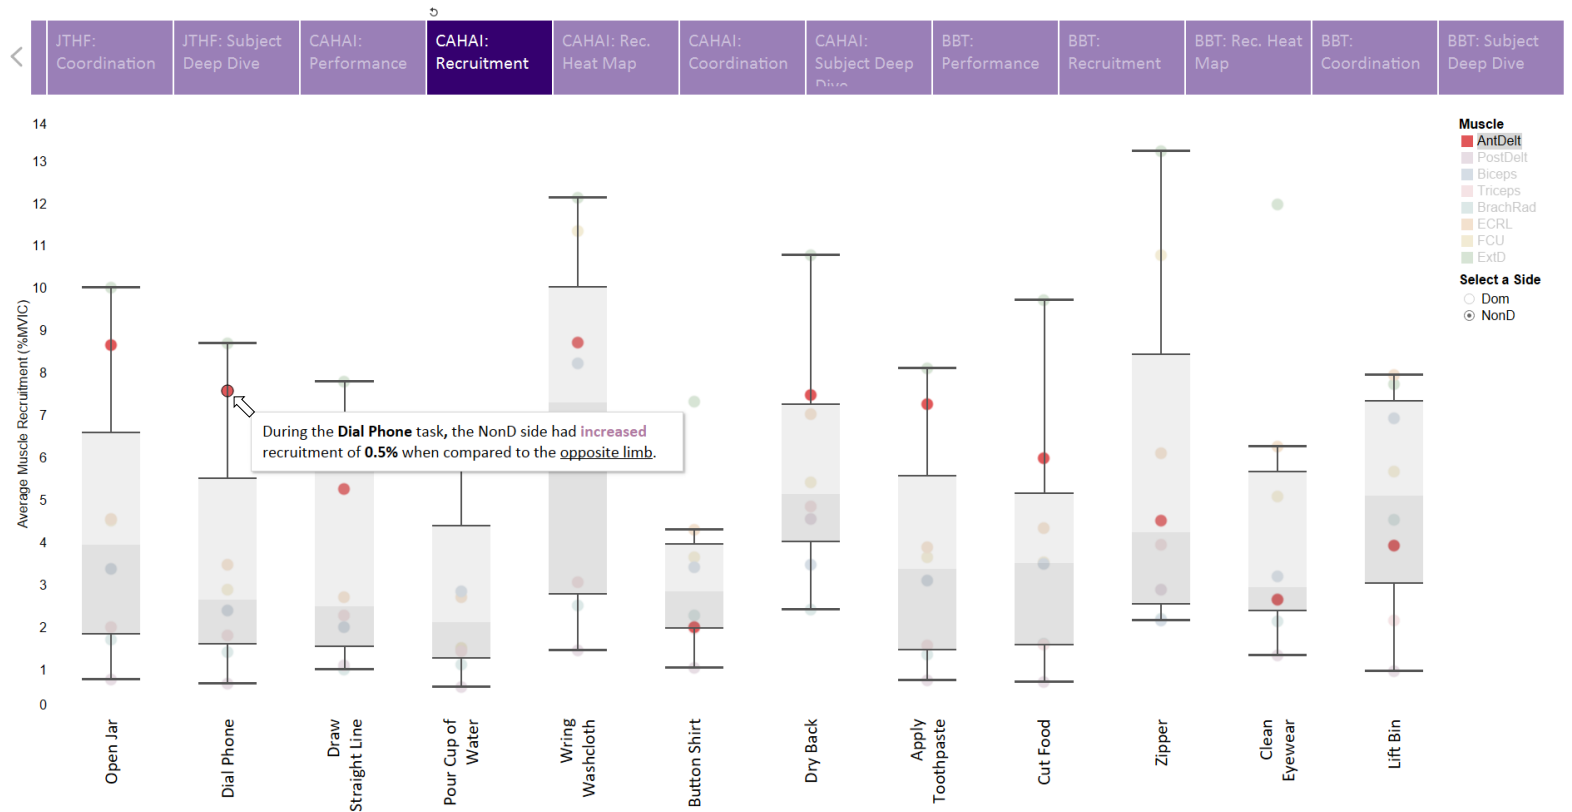 JTHF:
Coordination
JTHF: Subject
Deep Dive
CAHAI:
Performance
CAHAI:
Recruitment
CAHAI: Rec.
Heat Map
CAHAI:
Coordination
CAHAI:
Subject Deep
Dive
BBT:
Performance
BBT:
Recruitment
BBT: Rec. Heat
Map
BBT:
Coordination
BBT: Subject
Deep Dive
Average Muscle Recruitment (%MVIC)
14
13
12
11
10
9
8
7
6
5
4
3
2
1
0
During the Dial Phone task, the NonD side had increased
recruitment of 0.5% when compared to the opposite limb.
Open Jar
Dial Phone
Draw
Straight Line
Pour Cup of
Water
Wring
Washcloth
Button Shirt
Dry Back
Apply
Toothpaste
Cut Food
Zipper
Clean
Eyewear
Lift Bin
Muscle
AntDelt
PostDelt
Biceps
Triceps
BrachRad
ECRL
FCU
ExtD
Select a Side
Dom
NonD